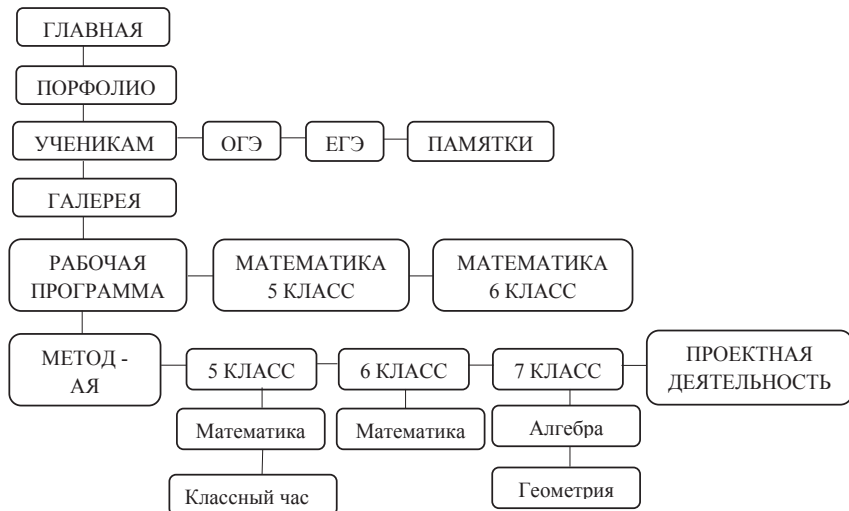 ГЛАВНАЯ
ПОРФОЛИО
УЧЕНИКАМ
ОГЭ
ЕГЭ
ПАМЯТКИ
ГАЛЕРЕЯ
РАБОЧАЯ
ПРОГРАММА
МАТЕМАТИКА
5 КЛАСС
МАТЕМАТИКА
6 КЛАСС
МЕТОД -
АЯ
5 КЛАСС
6 КЛАСС
7 КЛАСС
ПРОЕКТНАЯ
ДЕЯТЕЛЬНОСТЬ
Математика
Математика
Алгебра
Классный час
Геометрия